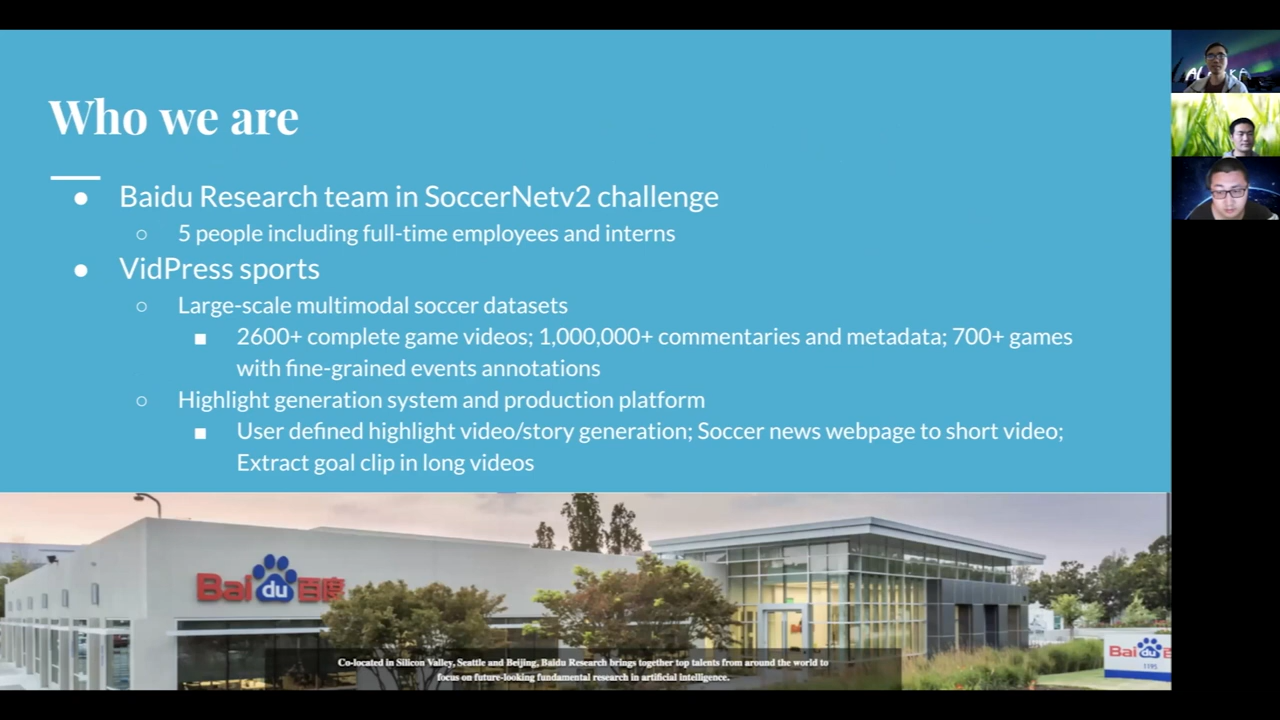 Who we are
Baidu Research team in SoccerNetv2 challenge
5 people including full-time employees and interns
VidPress sports
Large-scale multimodal soccer datasets
2600+ complete game videos; 1,000,000+ commentaries and metadata; 700+ games
with fine-grained events annotations
Highlight generation system and production platform
User defined highlight video/story generation; Soccer news webpage to short video;
Extract goal clip in long videos
Bai du 百度
Co-located in Silicon Valley, Seattle and Beijing, Baidu Research brings together top talents from around the world to
focus on future-looking fundamental research in artificial intelligence.
Bai du
1195